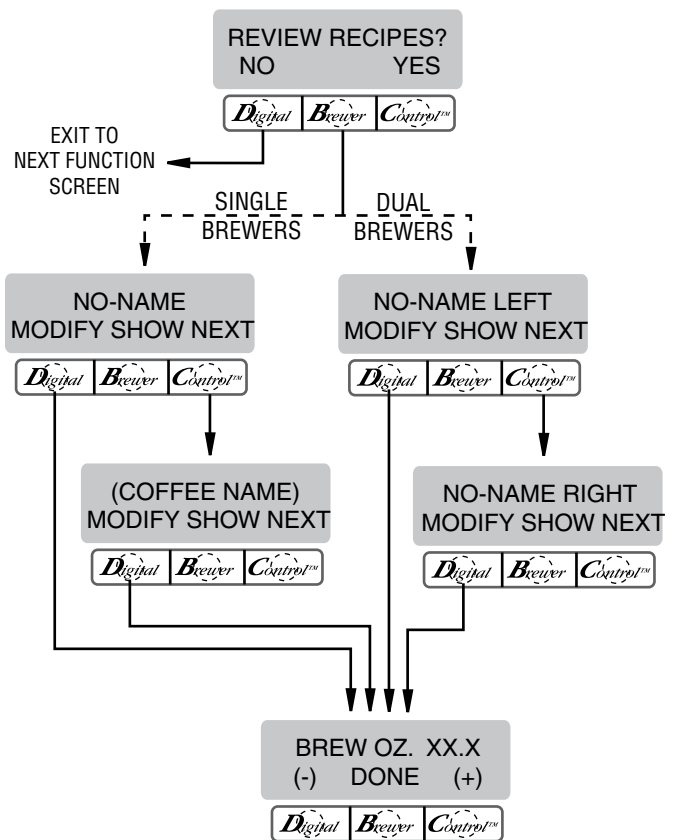 REVIEW RECIPES?
NO YES
Digital Brewer Control™
EXIT TO
NEXT FUNCTION
SCREEN
SINGLE
BREWERS
DUAL
BREWERS
NO-NAME
MODIFY SHOW NEXT
Digital Brewer Control™
NO-NAME LEFT
MODIFY SHOW NEXT
Digital Brewer Control™
(COFFEE NAME)
MODIFY SHOW NEXT
Digital Brewer Control™
NO-NAME RIGHT
MODIFY SHOW NEXT
Digital Brewer Control™
BREW OZ. XX.X
(-) DONE (+)
Digital Brewer Control™